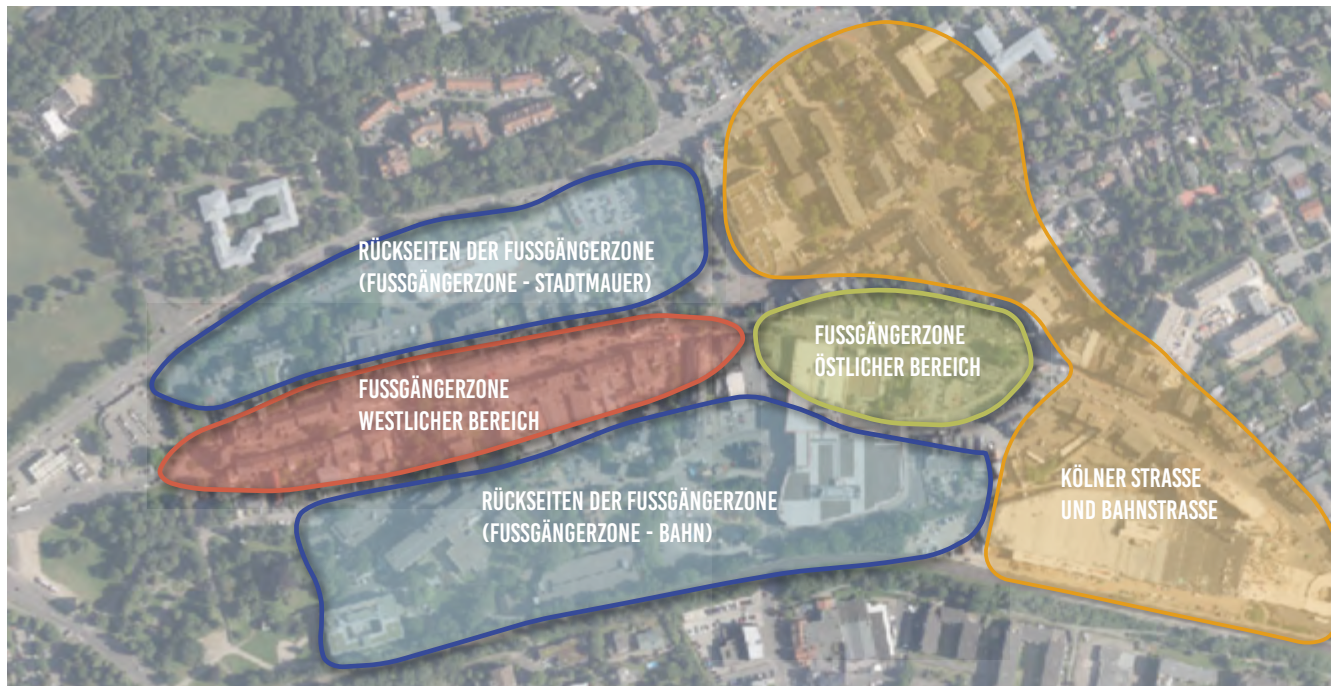 RÜCKSEITEN DER FUSSGÄNGERZONE
(FUSSGÄNGERZONE - STADTMAUER)
FUSSGÄNGERZONE
ÖSTLICHER BEREICH
FUSSGÄNGERZONE
WESTLICHER BEREICH
RÜCKSEITEN DER FUSSGÄNGERZONE
(FUSSGÄNGERZONE - BAHN)
KÖLNER STRASSE
UND BAHNSTRASSE